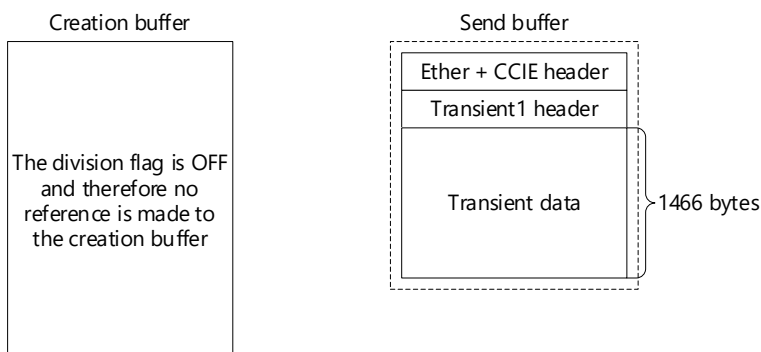 Creation buffer
The division flag is OFF
and therefore no
reference is made to
the creation buffer
Send buffer
Ether + CCIE header
Transient1 header
Transient data
1466 bytes